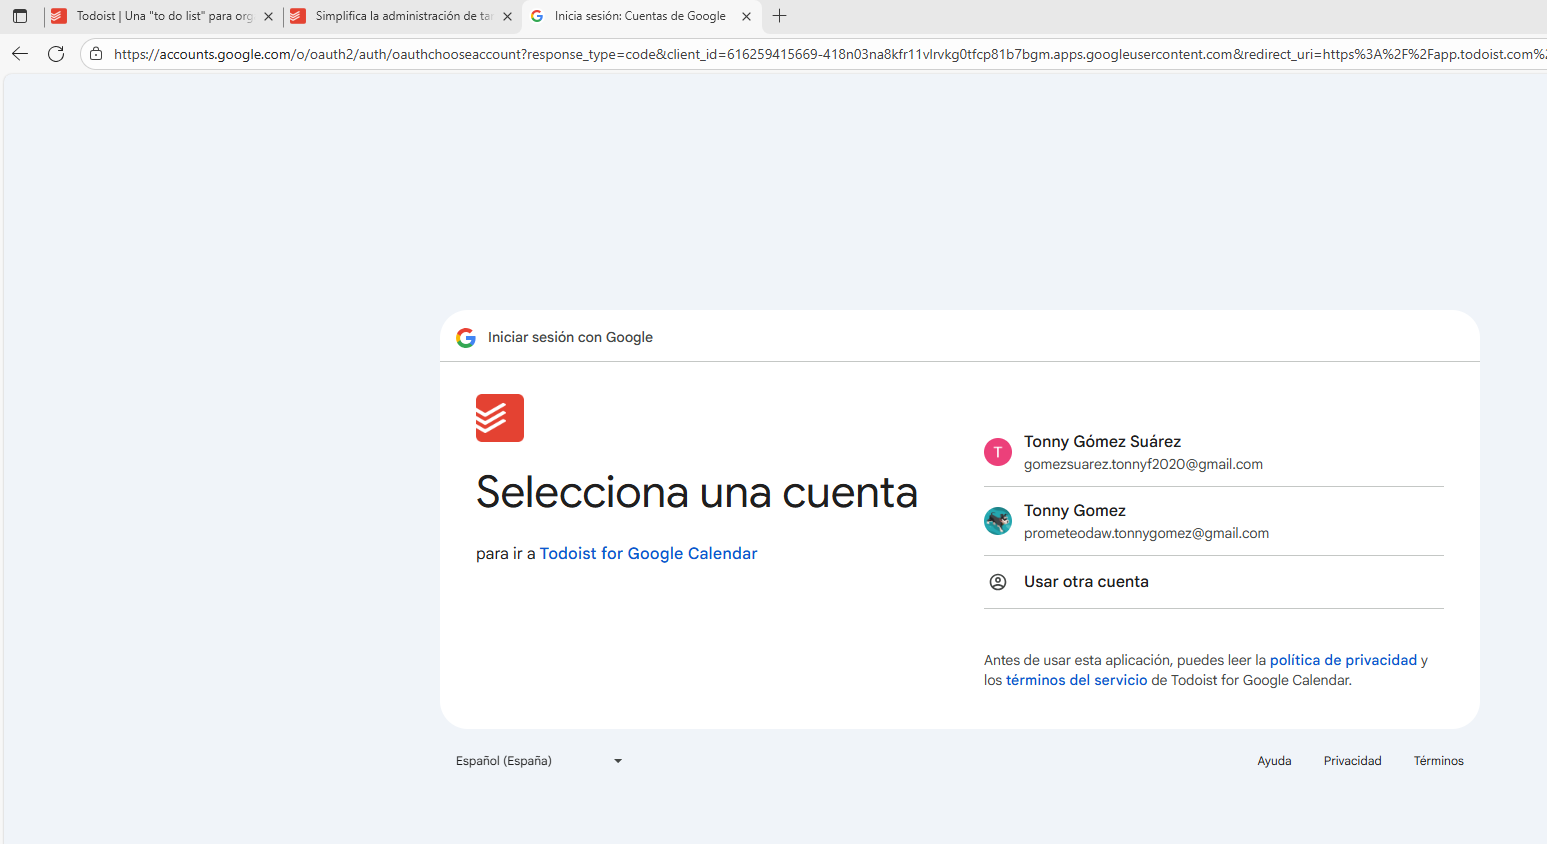 Todoist | Una "to do list" para org
Simplifica la administración de tar
Inicia sesión: Cuentas de Google
https://accounts.google.com/o/oauth2/auth/oauthchooseaccount?response_type=code&client_id=616259415669-418n03na8kfr11vlrvkg0tfcp81b7bgm.apps.googleusercontent.com&redirect_uri=https%3A%2F%2Fapp.todoist.com%2
Iniciar sesión con Google
Selecciona una cuenta
para ir a Todoist for Google Calendar
T
Tonny Gómez Suárez
gomezsuarez.tonnyf2020@gmail.com
Tonny Gomez
prometeodaw.tonnygomez@gmail.com
Usar otra cuenta
Antes de usar esta aplicación, puedes leer la política de privacidad y
los términos del servicio de Todoist for Google Calendar.
Español (España)
Ayuda Privacidad Términos